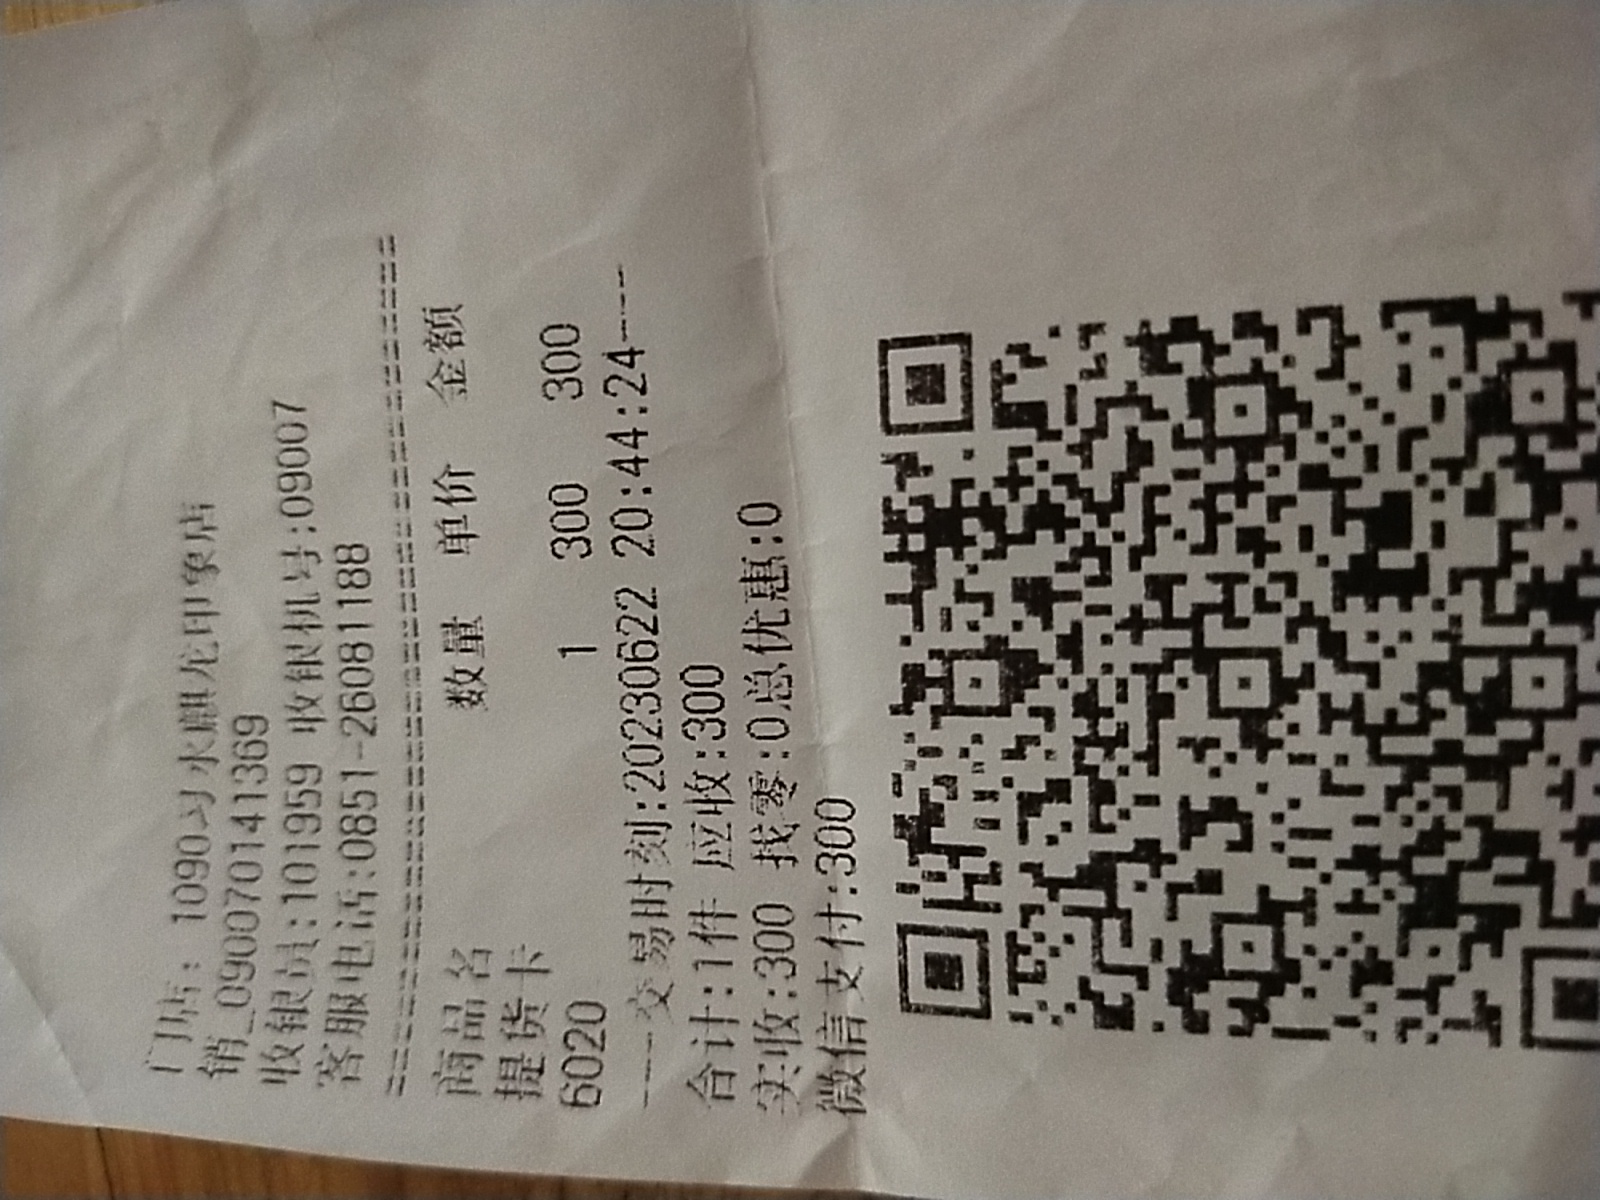 门店: 1090习水麒龙印象店
销_090070141369
收银员:101959 收银机号:09007
客服电话:0851-26081188
================================
商品名 数量 单价 金额
提货卡
6020 1 300 300
----交易时刻:20230622 20:44:24----
合计:1件 应收:300
实收:300 找零:0总优惠:0
微信支付:300